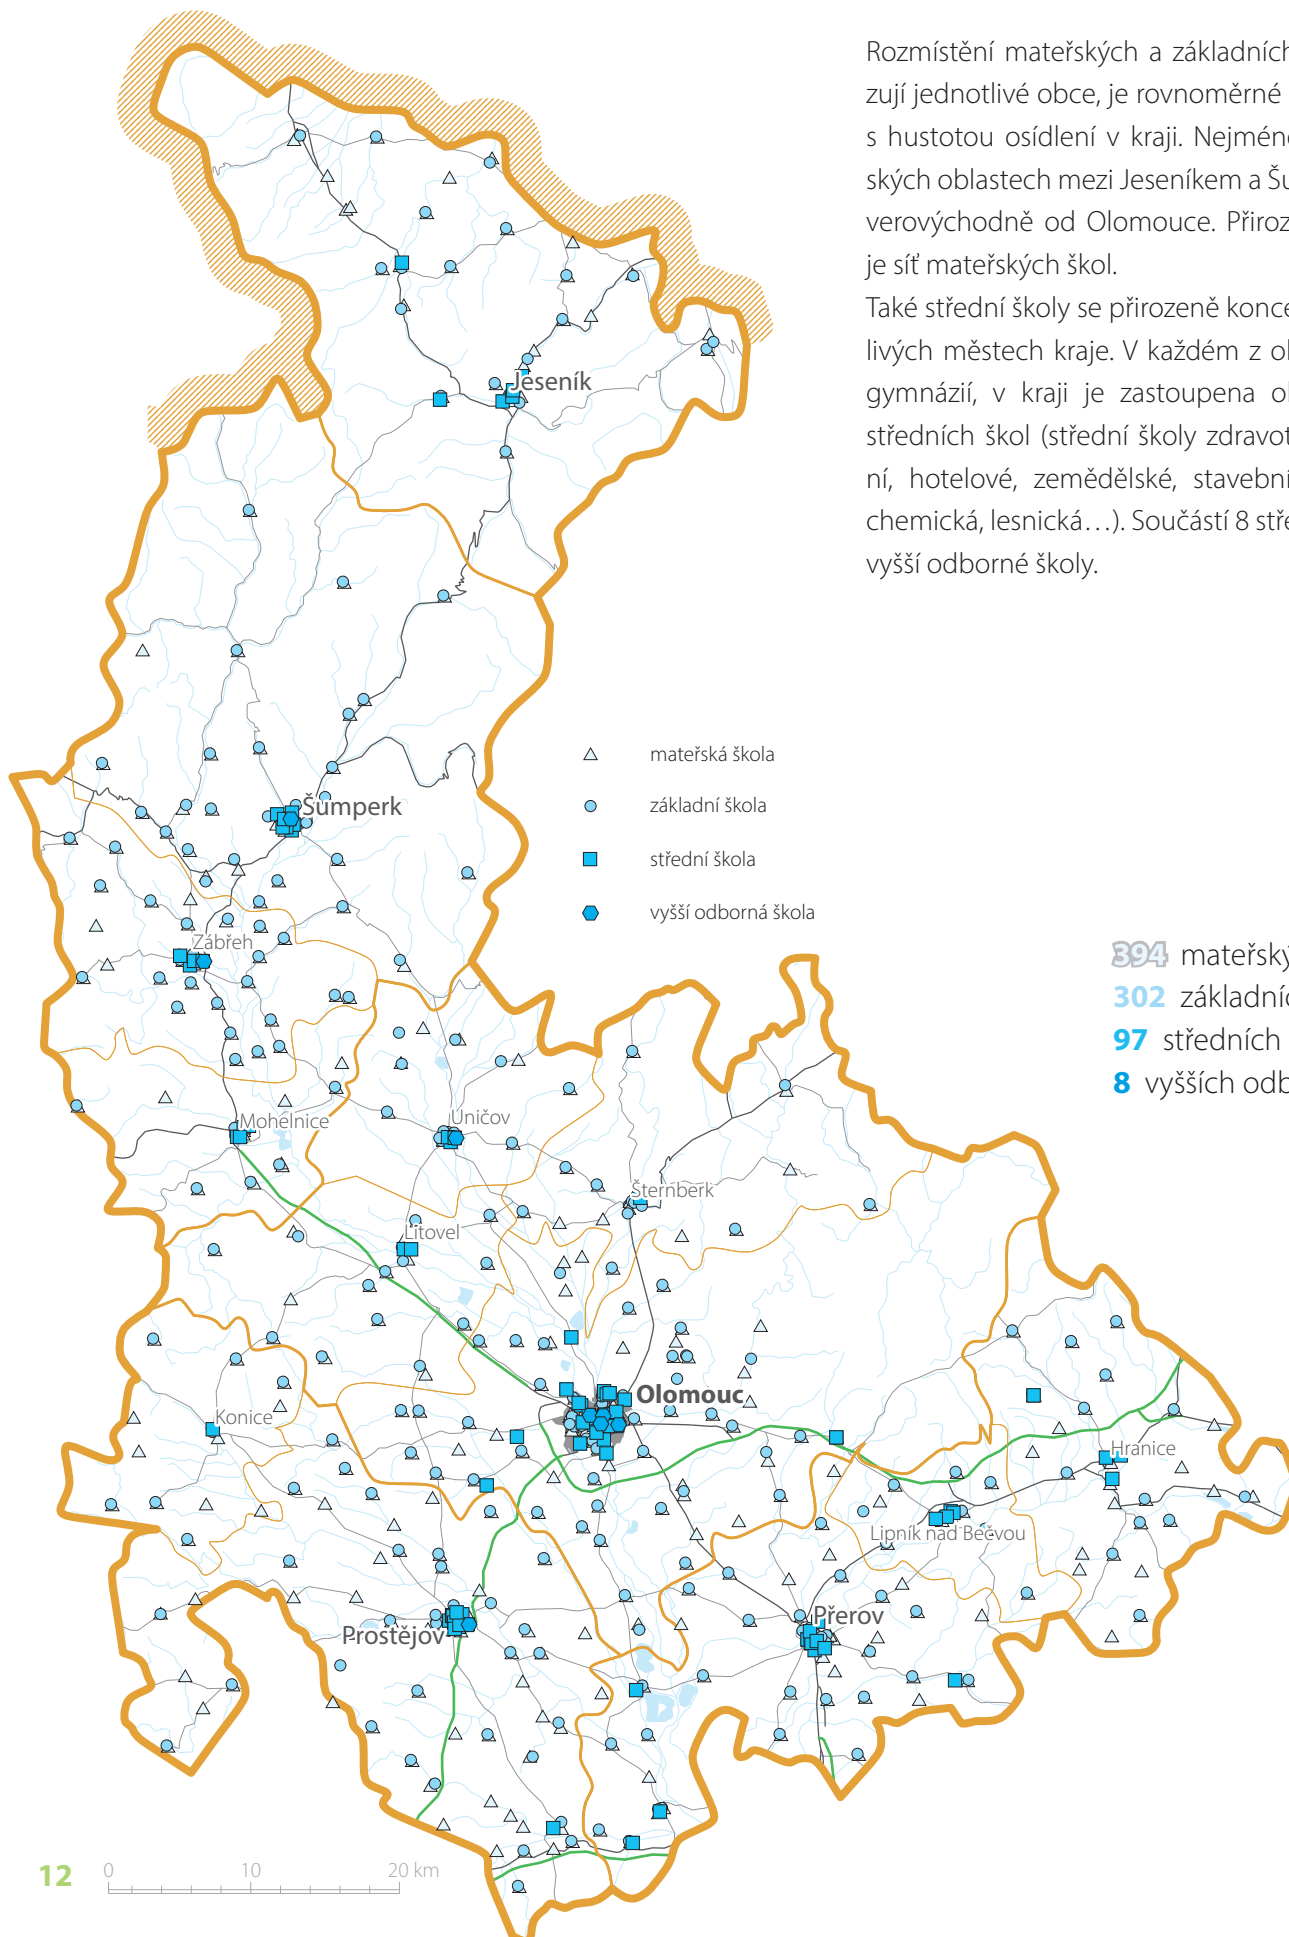 Rozmístění mateřských a základních
zují jednotlivé obce, je rovnoměrné
s hustotou osídlení v kraji. Nejméně
ských oblastech mezi Jeseníkem a Šu
verovýchodně od Olomouce. Přiroz
je síť mateřských škol.
Také střední školy se přirozeně konce
livých městech kraje. V každém z ok
gymnázií, v kraji je zastoupena ob
středních škol (střední školy zdravot
ní, hotelové, zemědělské, stavební
chemická, lesnická…). Součástí 8 stře
vyšší odborné školy.
Jeseník
mateřská škola
základní škola
střední škola
vyšší odborná škola
Šumperk
Zábřeh
394 mateřský
302 základníc
97 středních
8 vyšších odb
Mohelnice
Uničov
Šternberk
Litovel
Olomouc
Konice
Hranice
Lipník nad Bečvou
Přerov
Prostějov
12
0 10 20 km